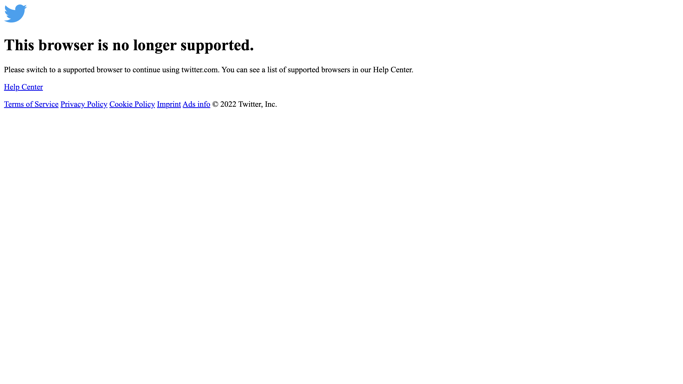 This browser is no longer supported.
Please switch to a supported browser to continue using twitter.com. You can see a list of supported browsers in our Help Center.
Help Center
Terms of Service Privacy Policy Cookie Policy Imprint Ads info © 2022 Twitter, Inc.